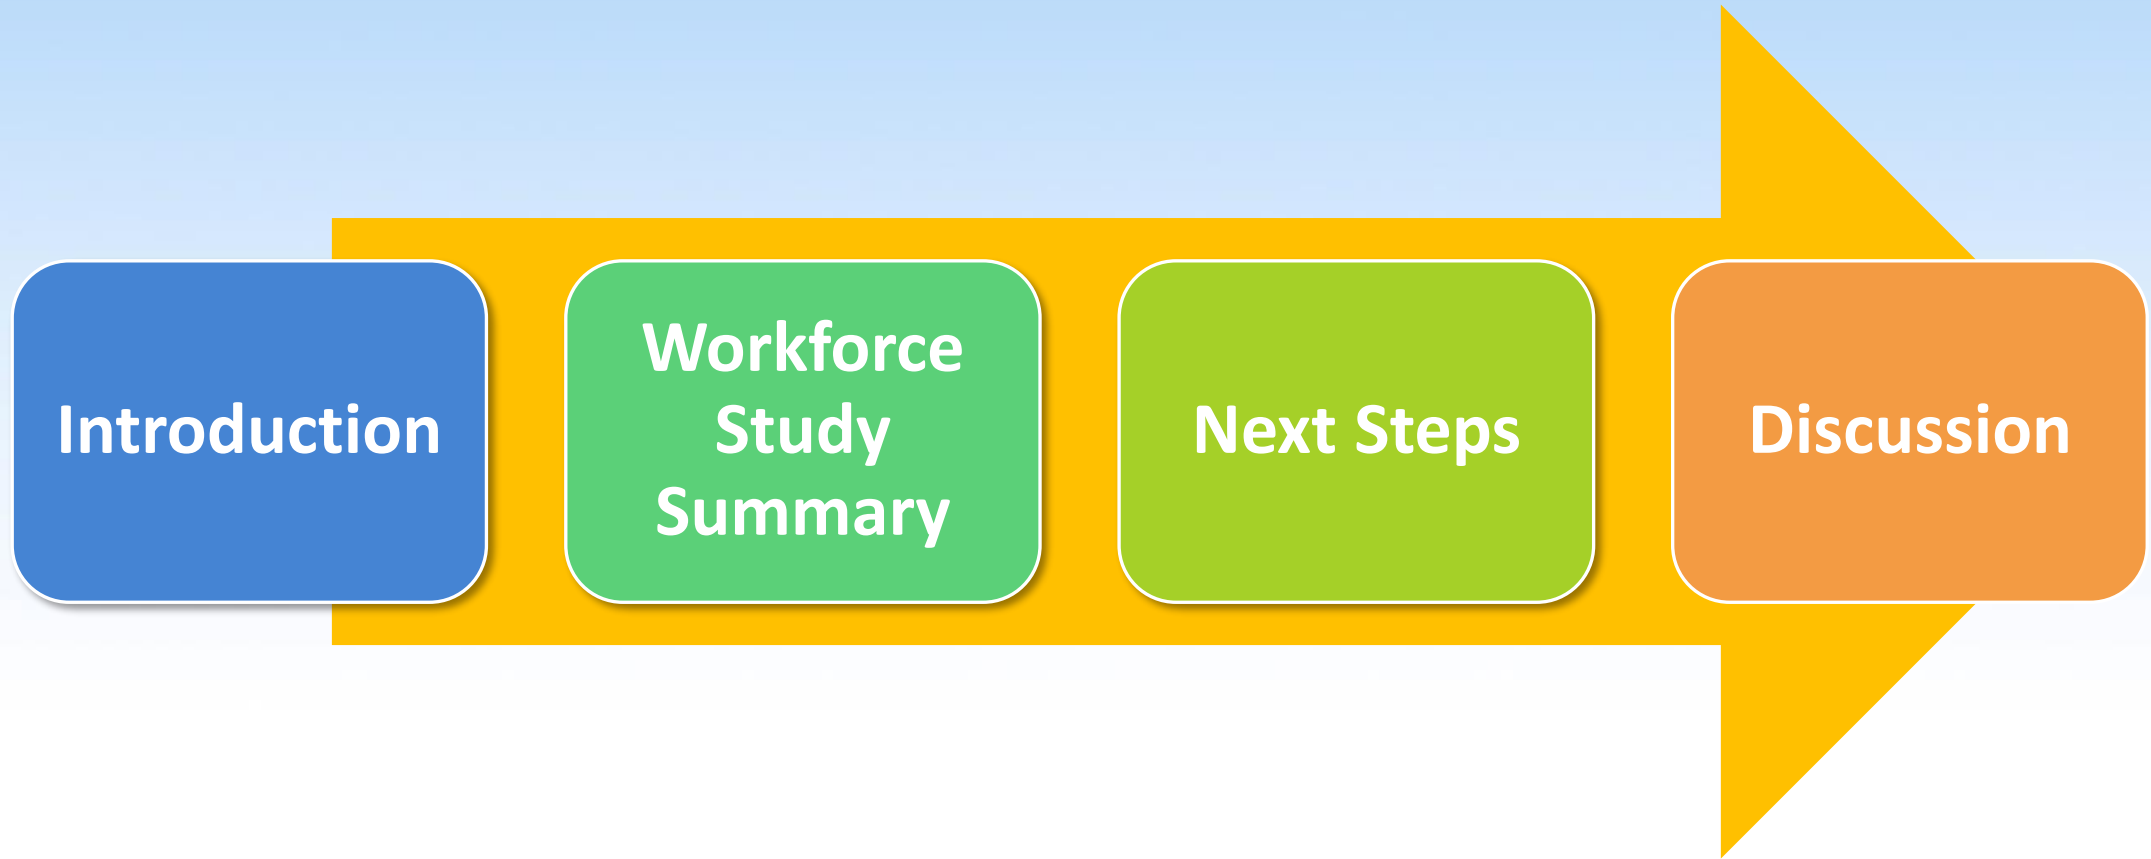 Introduction
Workforce
Study
Summary
Next Steps
Discussion